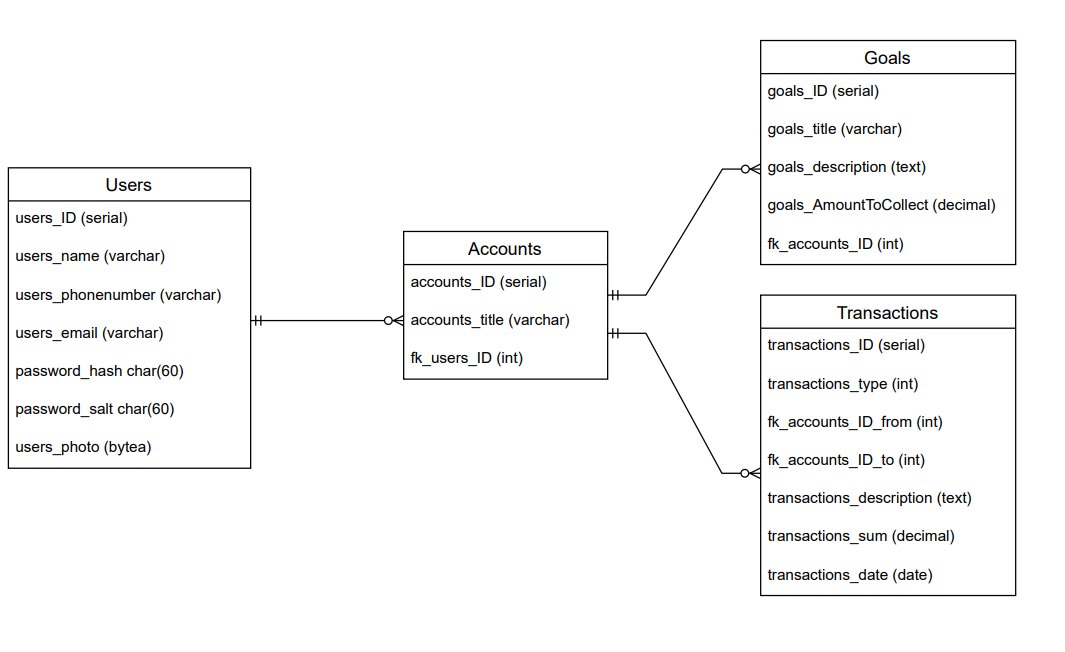 Users
users_ID (serial)
users_name (varchar)
users_phonenumber (varchar)
users_email (varchar)
password_hash char(60)
password_salt char(60)
users_photo (bytea)
Accounts
accounts_ID (serial)
accounts_title (varchar)
fk_users_ID (int)
Goals
goals_ID (serial)
goals_title (varchar)
goals_description (text)
goals_AmountToCollect (decimal)
fk_accounts_ID (int)
Transactions
transactions_ID (serial)
transactions_type (int)
fk_accounts_ID_from (int)
fk_accounts_ID_to (int)
transactions_description (text)
transactions_sum (decimal)
transactions_date (date)